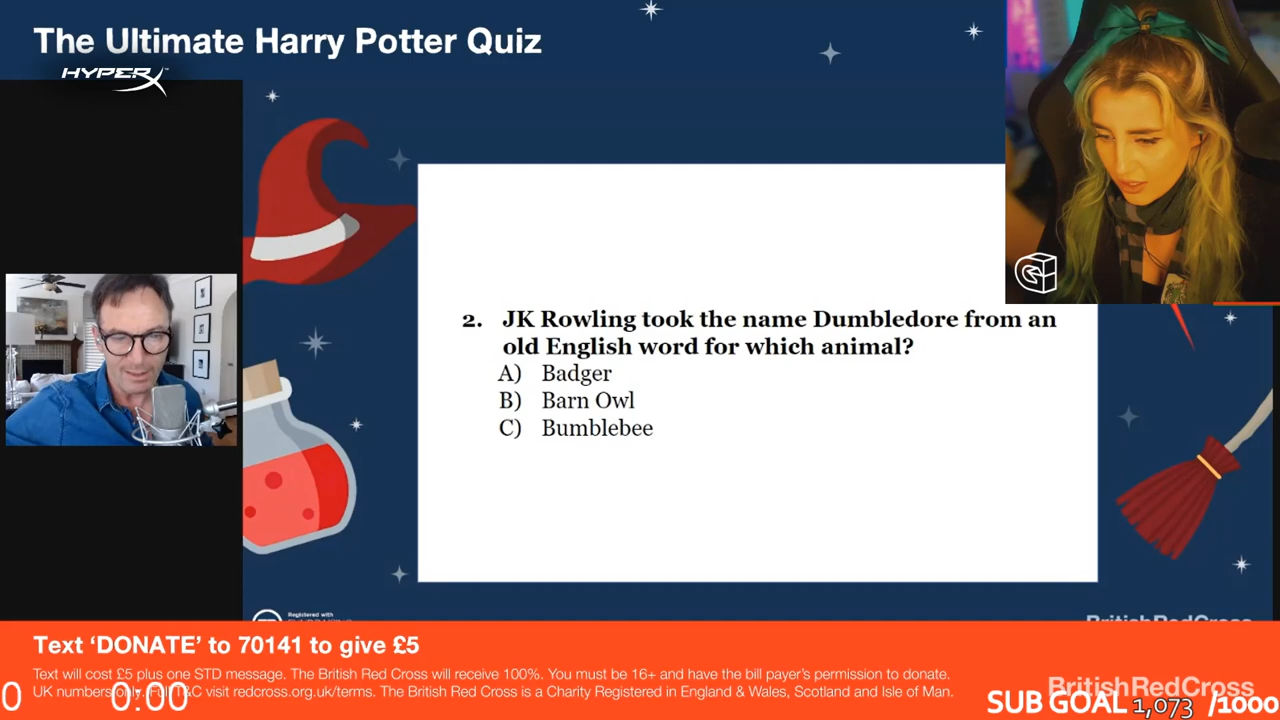 The Ultimate Harry Potter Quiz
HYPERX
2. JK Rowling took the name Dumbledore from an
old English word for which animal?
A) Badger
B) Barn Owl
C) Bumblebee
Registered with
BritishRedCross
Text ‘DONATE’ to 70141 to give £5
Text will cost £5 plus one STD message. The British Red Cross will receive 100%. You must be 16+ and have the bill payer's permission to donate.
UK numbers only. Full T&C visit redcross.org.uk/terms. The British Red Cross is a Charity Registered in England & Wales, Scotland and Isle of Man.
0 0:00
BritishRedCross
SUB GOAL 1,073 /1000